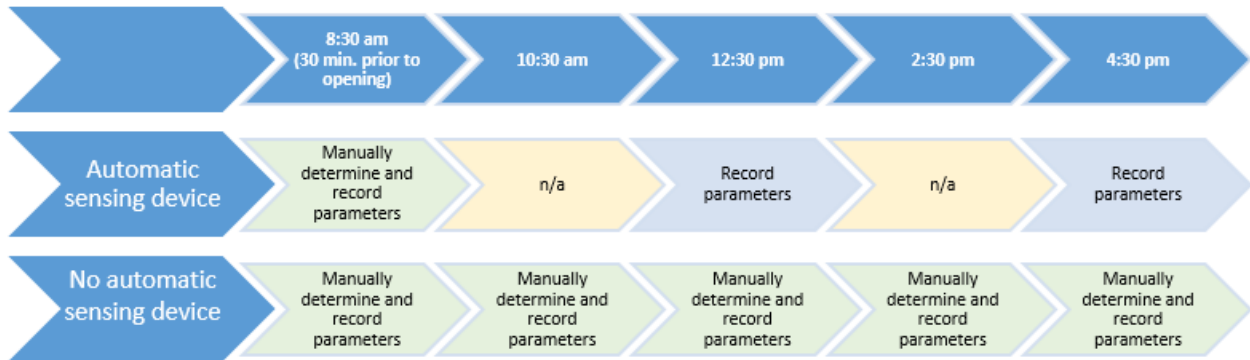 8:30 am
(30 min. prior to
opening)
10:30 am
12:30 pm
2:30 pm
4:30 pm
Automatic
sensing device
Manually
determine and
record
parameters
n/a
Record
parameters
n/a
Record
parameters
No automatic
sensing device
Manually
determine and
record
parameters
Manually
determine and
record
parameters
Manually
determine and
record
parameters
Manually
determine and
record
parameters
Manually
determine and
record
parameters